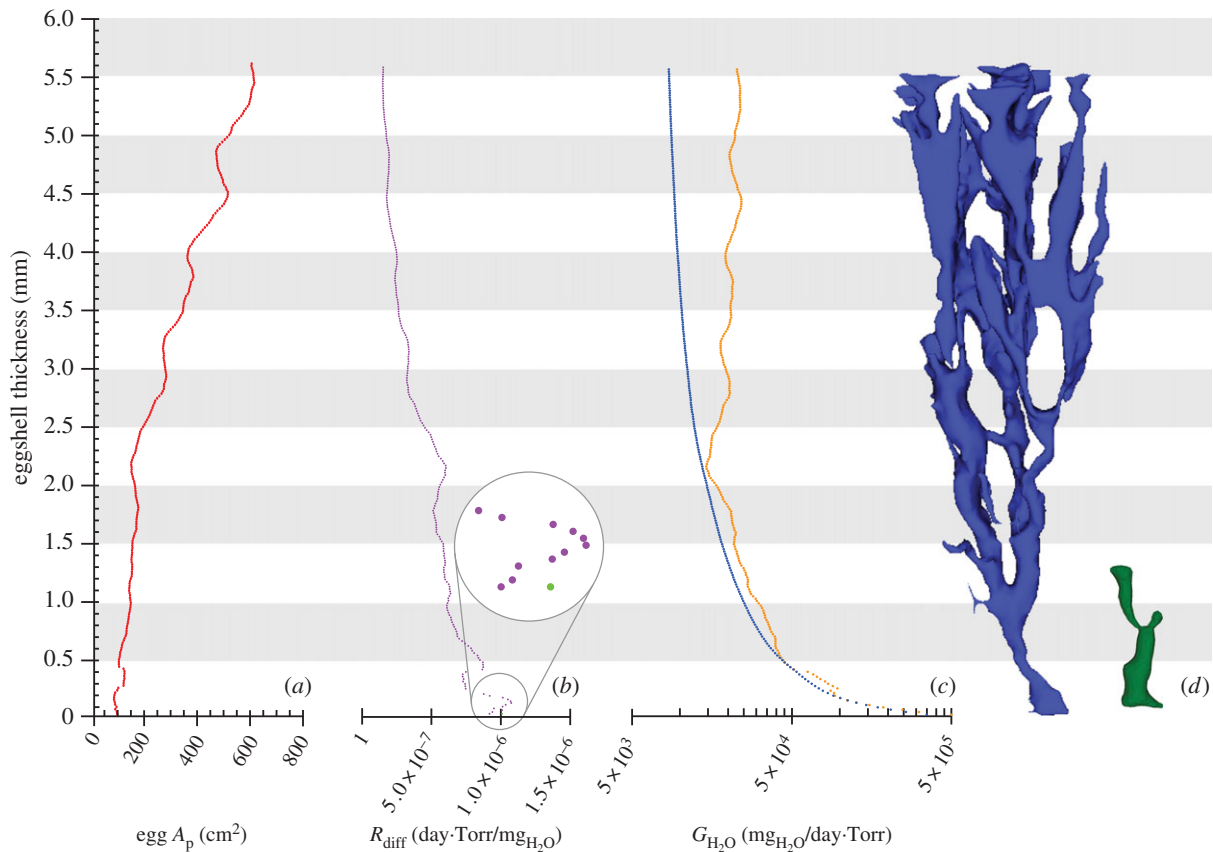 6.0
5.5
5.0
4.5
4.0
3.5
3.0
2.5
2.0
1.5
1.0
0.5
0
eggshell thickness (mm)
(a)
(b)
(c)
(d)
0
200
400
600
800
egg Aₚ (cm²)
1
5.0 × 10⁻⁷
1.0 × 10⁻⁶
1.5 × 10⁻⁶
R_diff (day·Torr/mg_H₂O)
5 × 10³
5 × 10⁴
5 × 10⁵
G_H₂O (mg_H₂O/day·Torr)